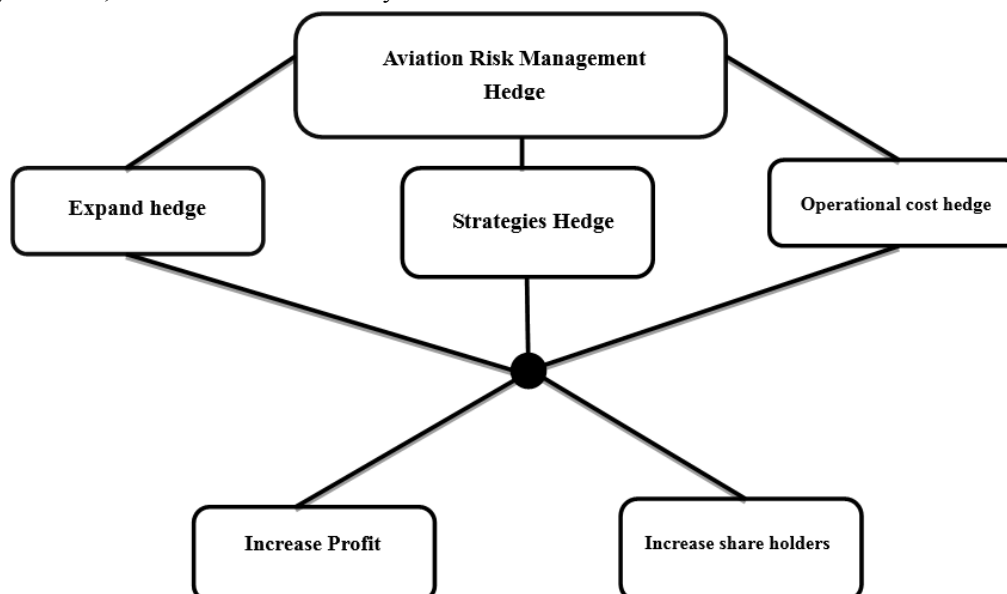 Aviation Risk Management
Hedge
Expand hedge
Strategies Hedge
Operational cost hedge
Increase Profit
Increase share holders